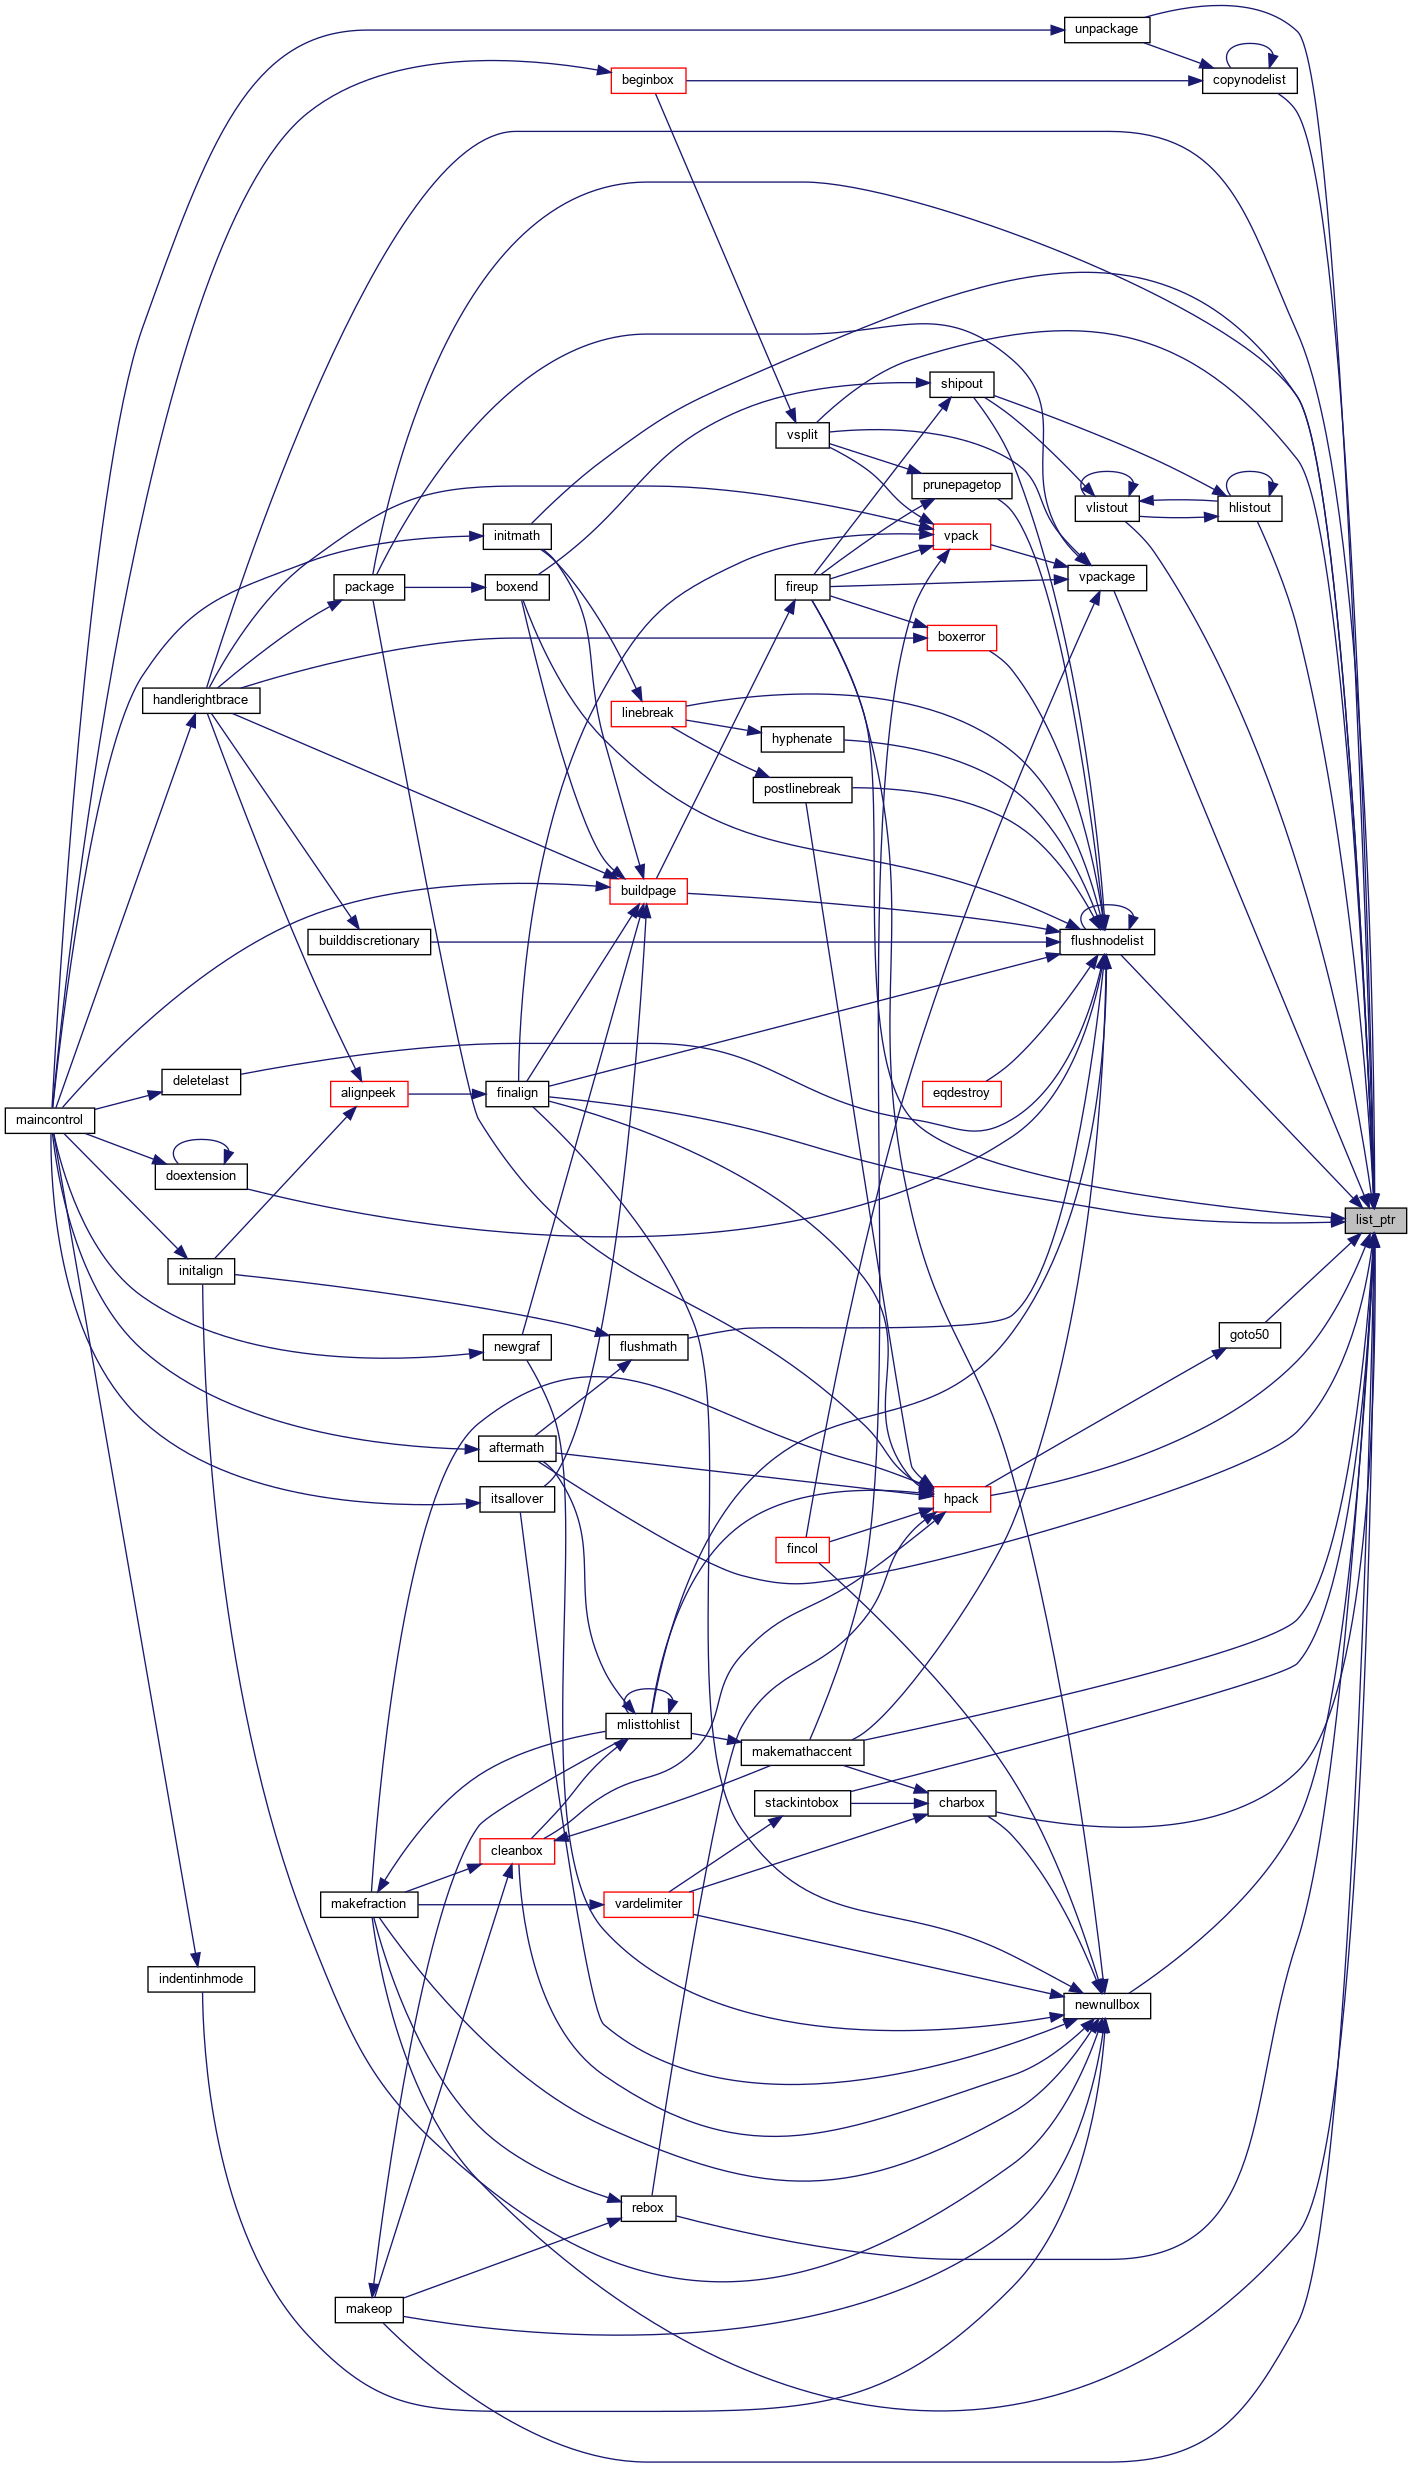 unpackage
beginbox
copynodelist
shipout
vsplit
prunepagetop
vlistout
hlistout
initmath
vpack
package
boxend
fireup
vpackage
boxerror
handlerightbrace
linebreak
hyphenate
postlinebreak
buildpage
builddiscretionary
flushnodelist
deletelast
alignpeek
finalign
eqdestroy
maincontrol
doextension
list_ptr
initalign
newgraf
flushmath
goto50
aftermath
itsallover
hpack
fincol
mlisttohlist
makemathaccent
stackintobox
charbox
cleanbox
makefraction
vardelimiter
indentinhmode
newnullbox
rebox
makeop